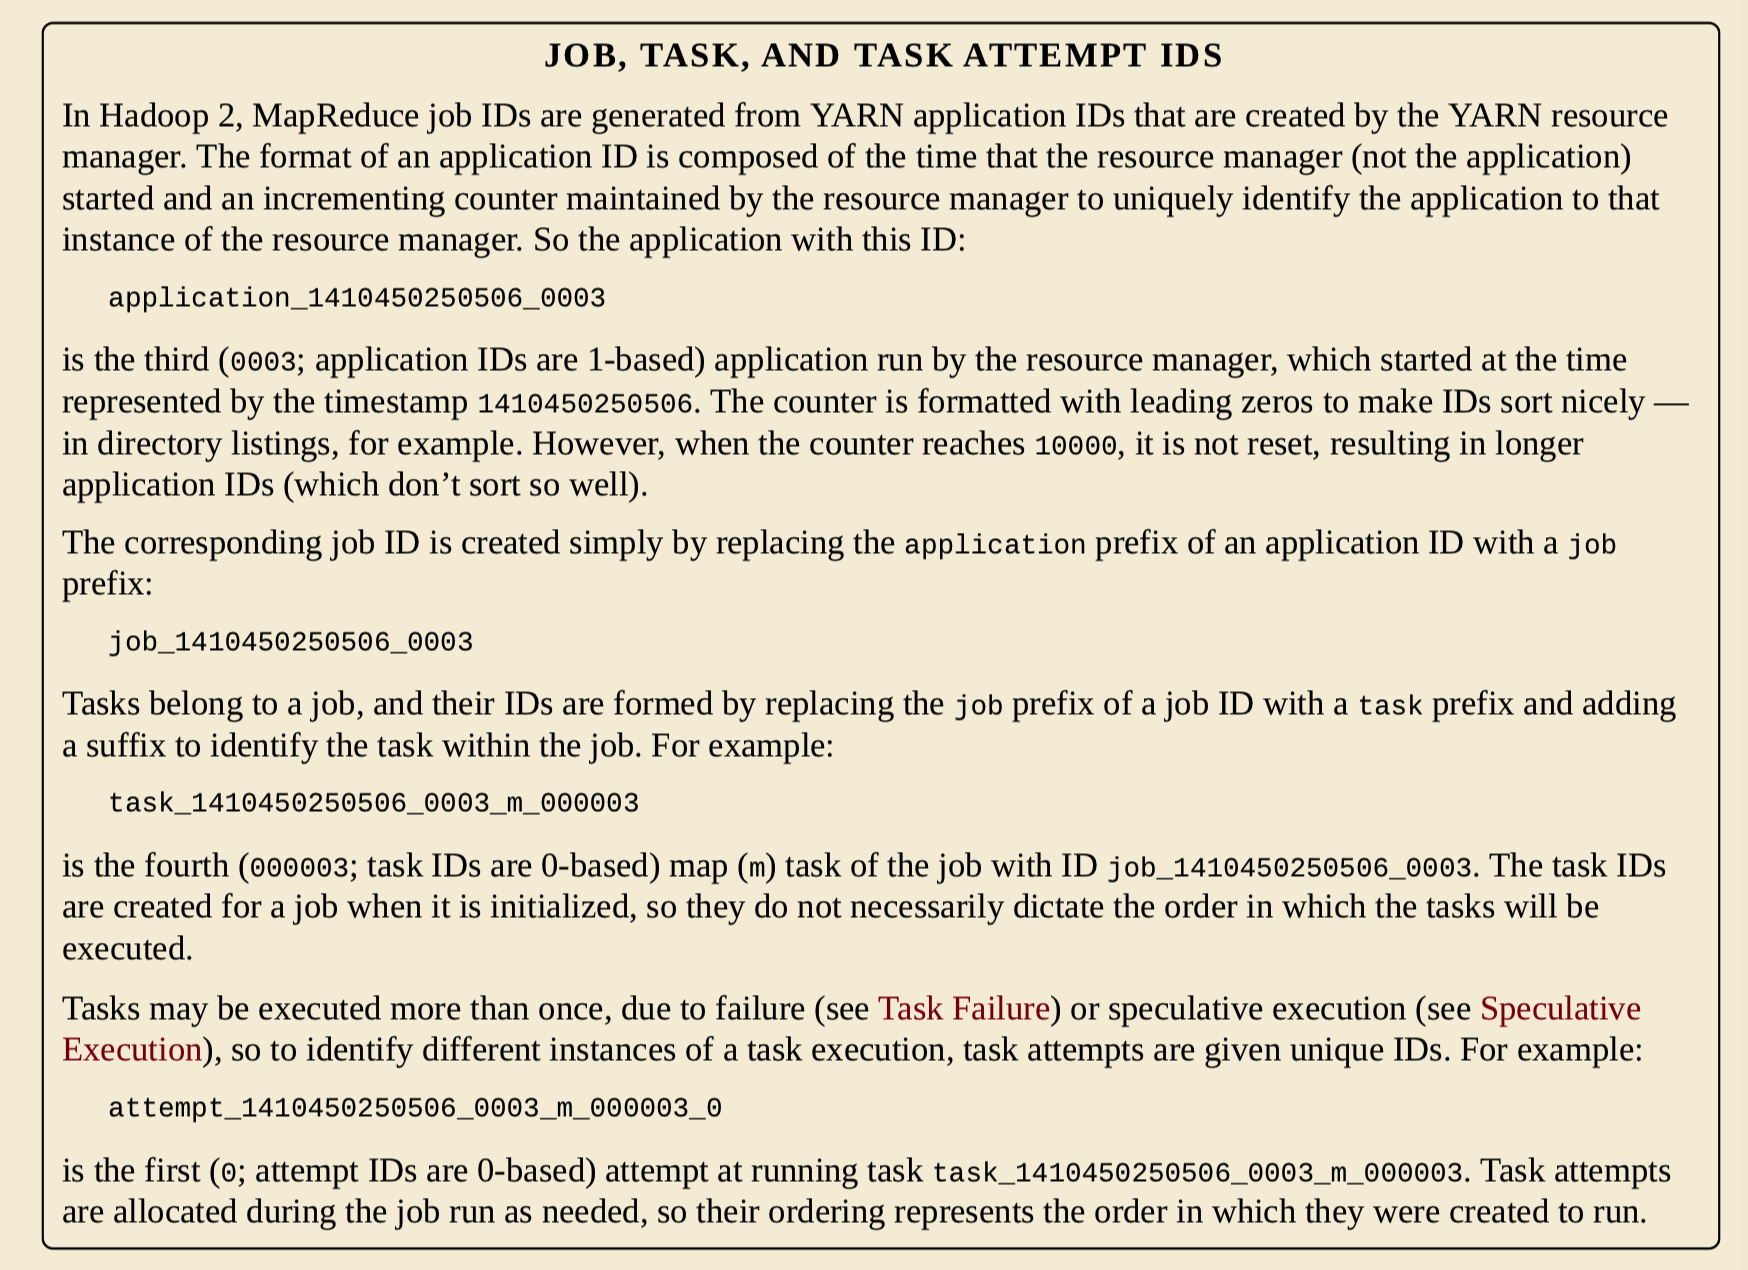 JOB, TASK, AND TASK ATTEMPT IDS
In Hadoop 2, MapReduce job IDs are generated from YARN application IDs that are created by the YARN resource
manager. The format of an application ID is composed of the time that the resource manager (not the application)
started and an incrementing counter maintained by the resource manager to uniquely identify the application to that
instance of the resource manager. So the application with this ID:
application_1410450250506_0003
is the third (0003; application IDs are 1-based) application run by the resource manager, which started at the time
represented by the timestamp 1410450250506. The counter is formatted with leading zeros to make IDs sort nicely —
in directory listings, for example. However, when the counter reaches 10000, it is not reset, resulting in longer
application IDs (which don’t sort so well).
The corresponding job ID is created simply by replacing the application prefix of an application ID with a job
prefix:
job_1410450250506_0003
Tasks belong to a job, and their IDs are formed by replacing the job prefix of a job ID with a task prefix and adding
a suffix to identify the task within the job. For example:
task_1410450250506_0003_m_000003
is the fourth (000003; task IDs are 0-based) map (m) task of the job with ID job_1410450250506_0003. The task IDs
are created for a job when it is initialized, so they do not necessarily dictate the order in which the tasks will be
executed.
Tasks may be executed more than once, due to failure (see Task Failure) or speculative execution (see Speculative
Execution), so to identify different instances of a task execution, task attempts are given unique IDs. For example:
attempt_1410450250506_0003_m_000003_0
is the first (0; attempt IDs are 0-based) attempt at running task task_1410450250506_0003_m_000003. Task attempts
are allocated during the job run as needed, so their ordering represents the order in which they were created to run.